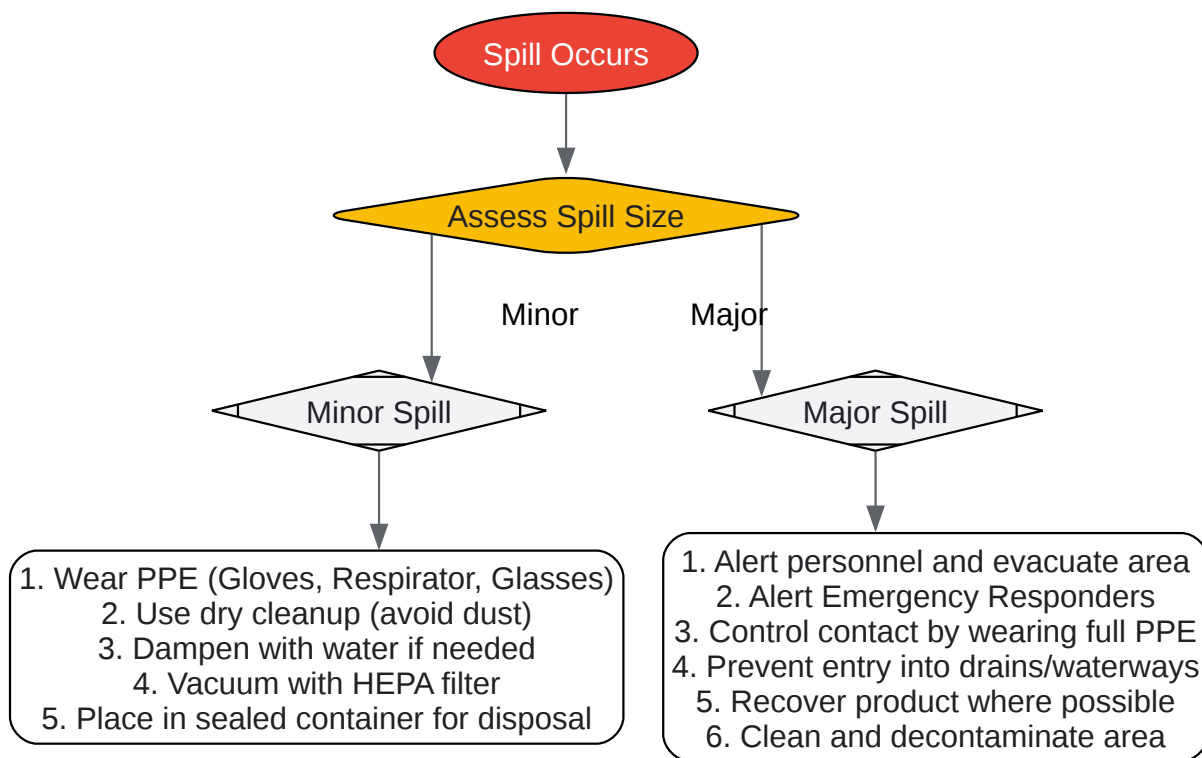 Spill Occurs
Assess Spill Size
Minor
Major
Minor Spill
Major Spill
1. Wear PPE (Gloves, Respirator, Glasses)
2. Use dry cleanup (avoid dust)
3. Dampen with water if needed
4. Vacuum with HEPA filter
5. Place in sealed container for disposal
1. Alert personnel and evacuate area
2. Alert Emergency Responders
3. Control contact by wearing full PPE
4. Prevent entry into drains/waterways
5. Recover product where possible
6. Clean and decontaminate area